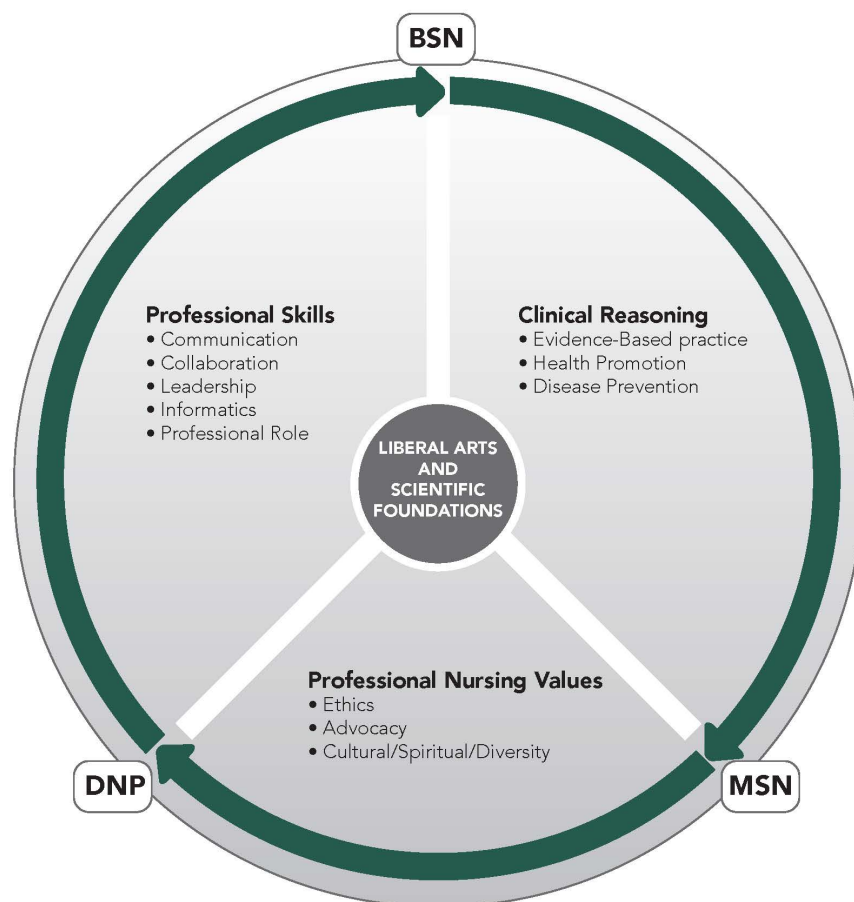 BSN
Professional Skills
• Communication
• Collaboration
• Leadership
• Informatics
• Professional Role
Clinical Reasoning
• Evidence-Based practice
• Health Promotion
• Disease Prevention
LIBERAL ARTS
AND
SCIENTIFIC
FOUNDATIONS
Professional Nursing Values
• Ethics
• Advocacy
• Cultural/Spiritual/Diversity
DNP
MSN